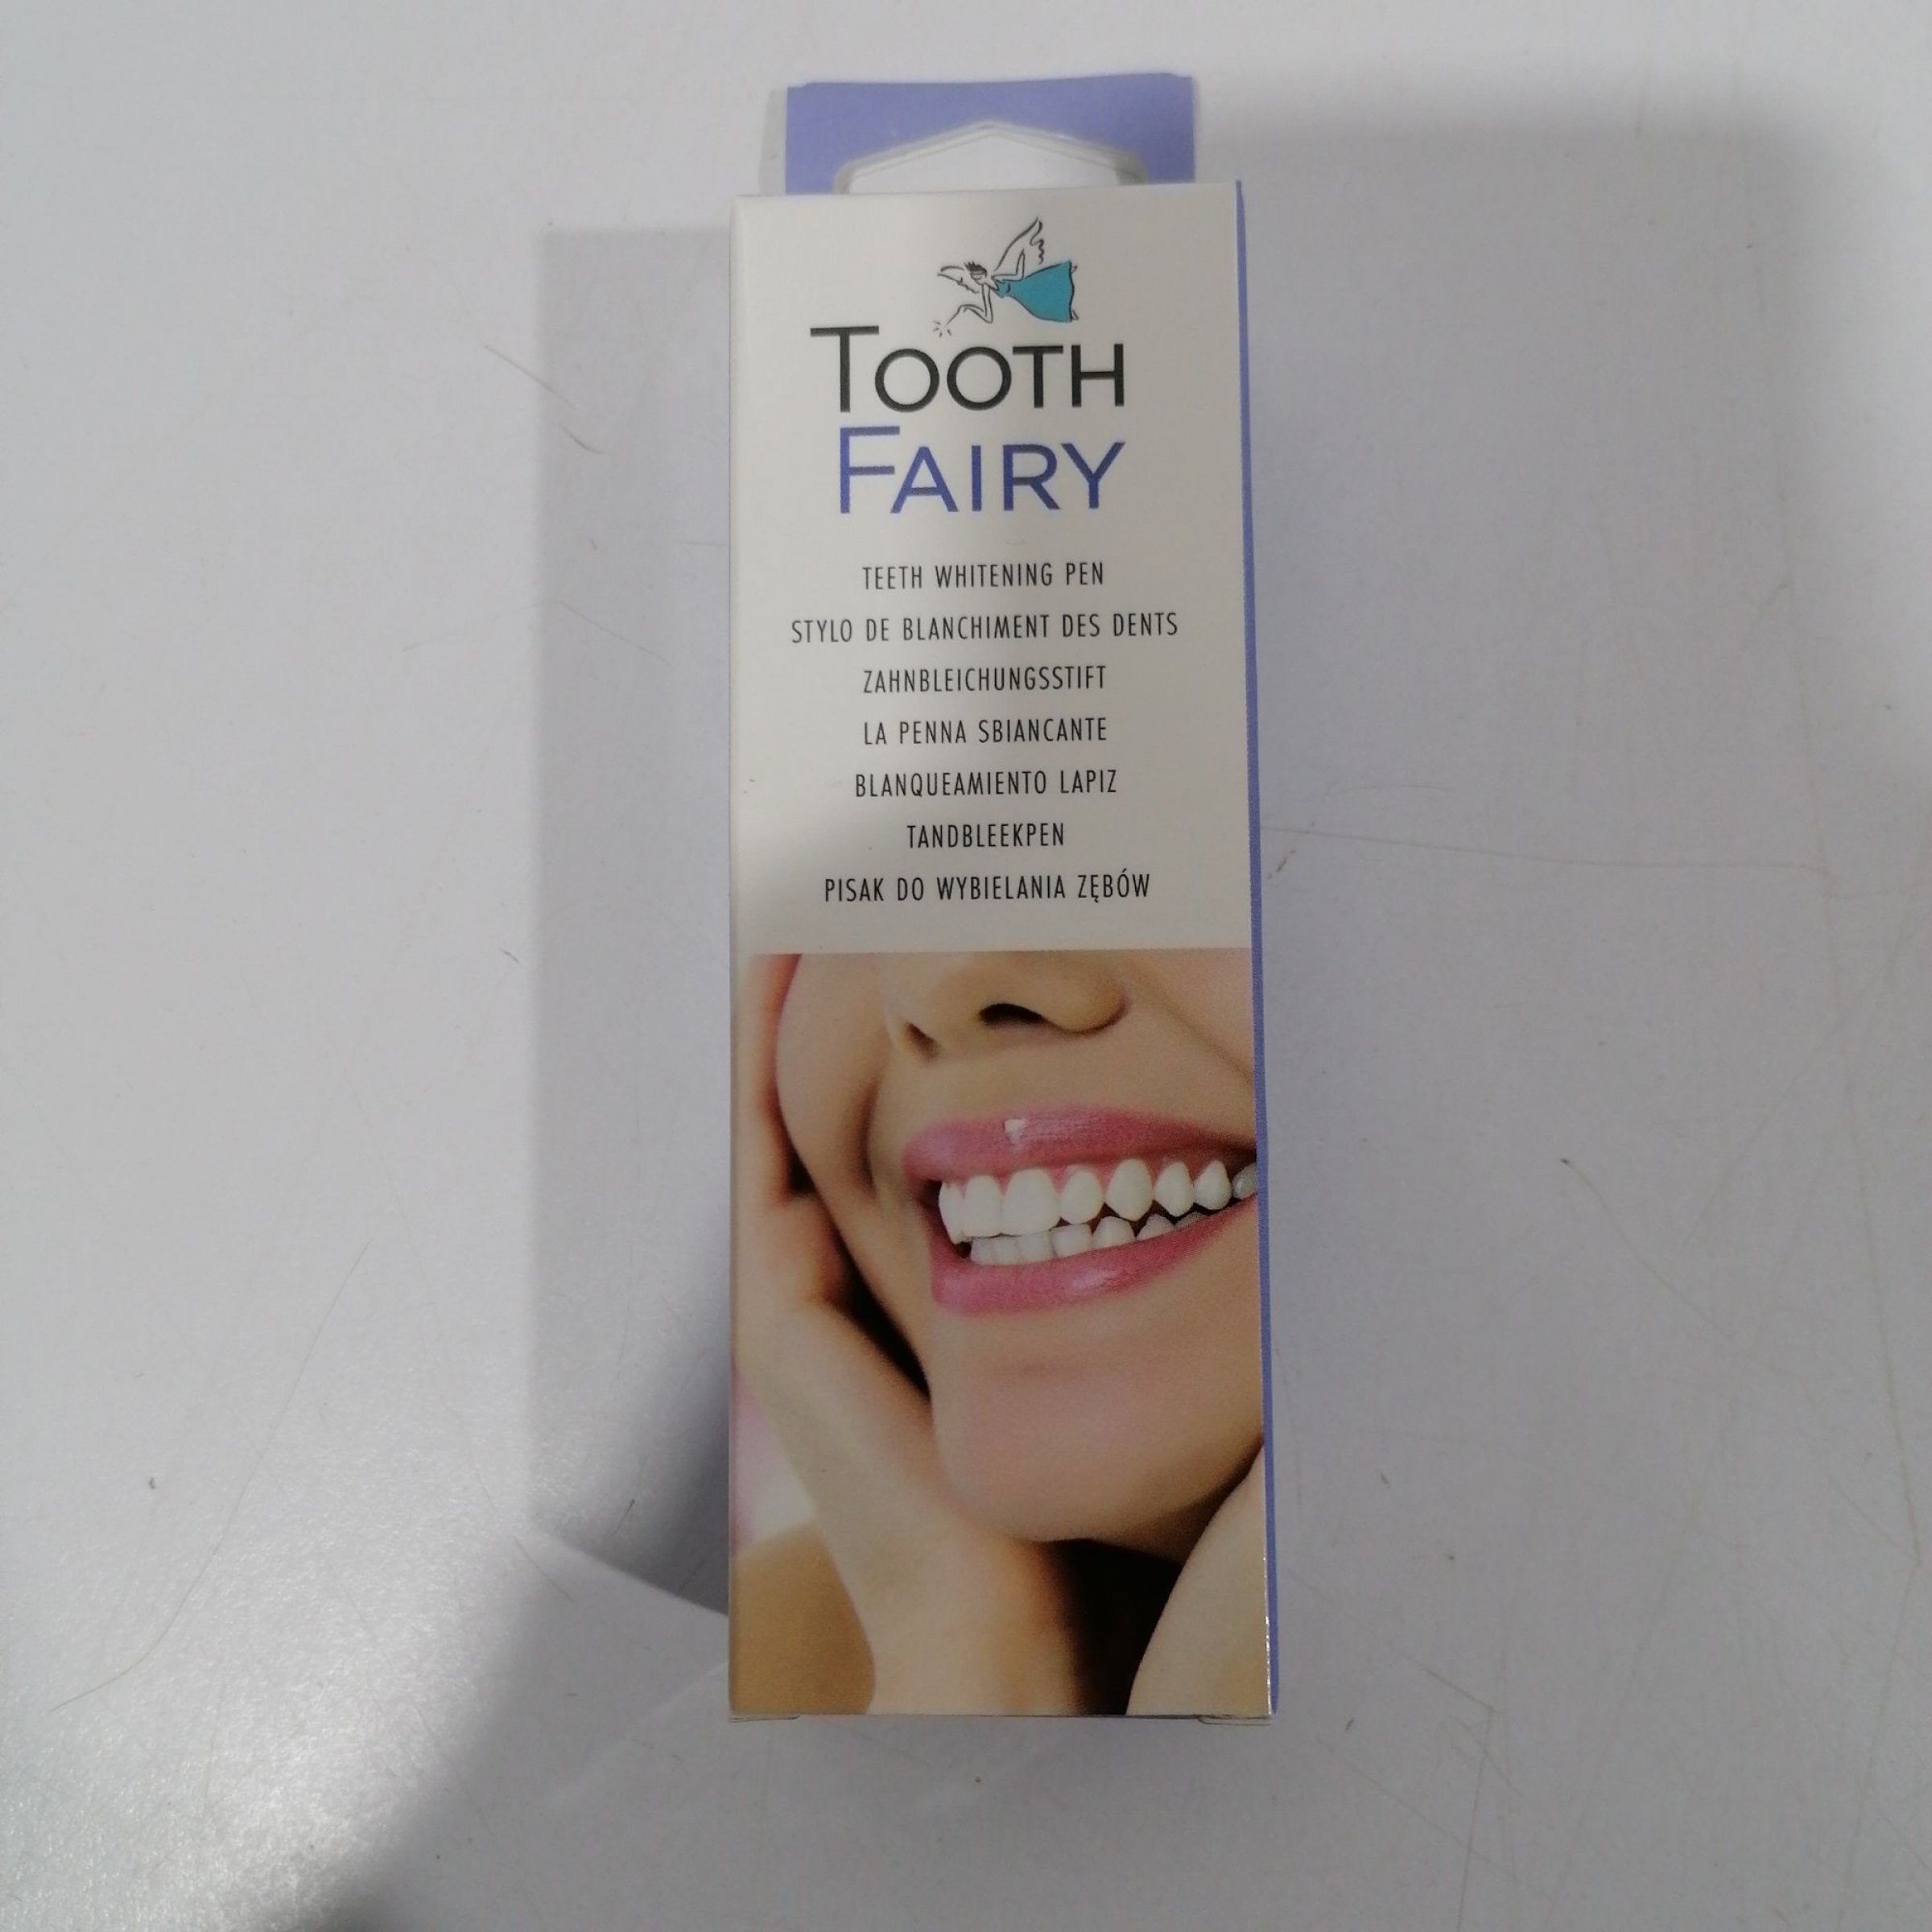 TOOTH
FAIRY
TEETH WHITENING PEN
STYLO DE BLANCHIMENT DES DENTS
ZAHNBLEICHUNGSSTIFT
LA PENNA SBIANCANTE
BLANQUEAMIENTO LAPIZ
TANDBLEEKPEN
PISAK DO WYBIELANIA ZĘBÓW